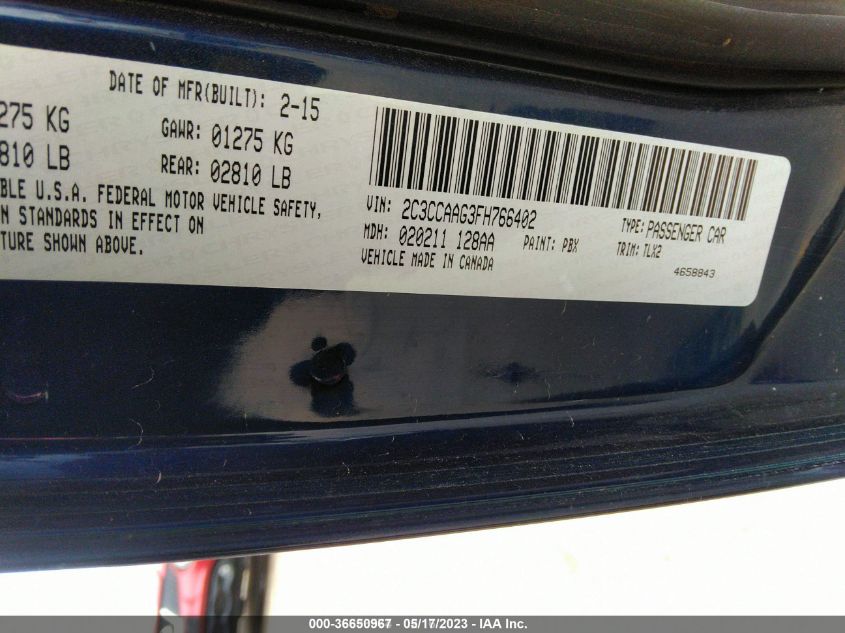 DATE OF MFR(BUILT): 2-15
275 KG GAWR: 01275 KG
810 LB REAR: 02810 LB
BLE U.S.A. FEDERAL MOTOR VEHICLE SAFETY,
N STANDARDS IN EFFECT ON
TURE SHOWN ABOVE.
VIN: 2C3CCAAG3FH766402 TYPE: PASSENGER CAR
MDH: 020211 128AA PAINT: PBX TRIM: TLX2
VEHICLE MADE IN CANADA 4658843
000-36650967 - 05/17/2023 - IAA Inc.